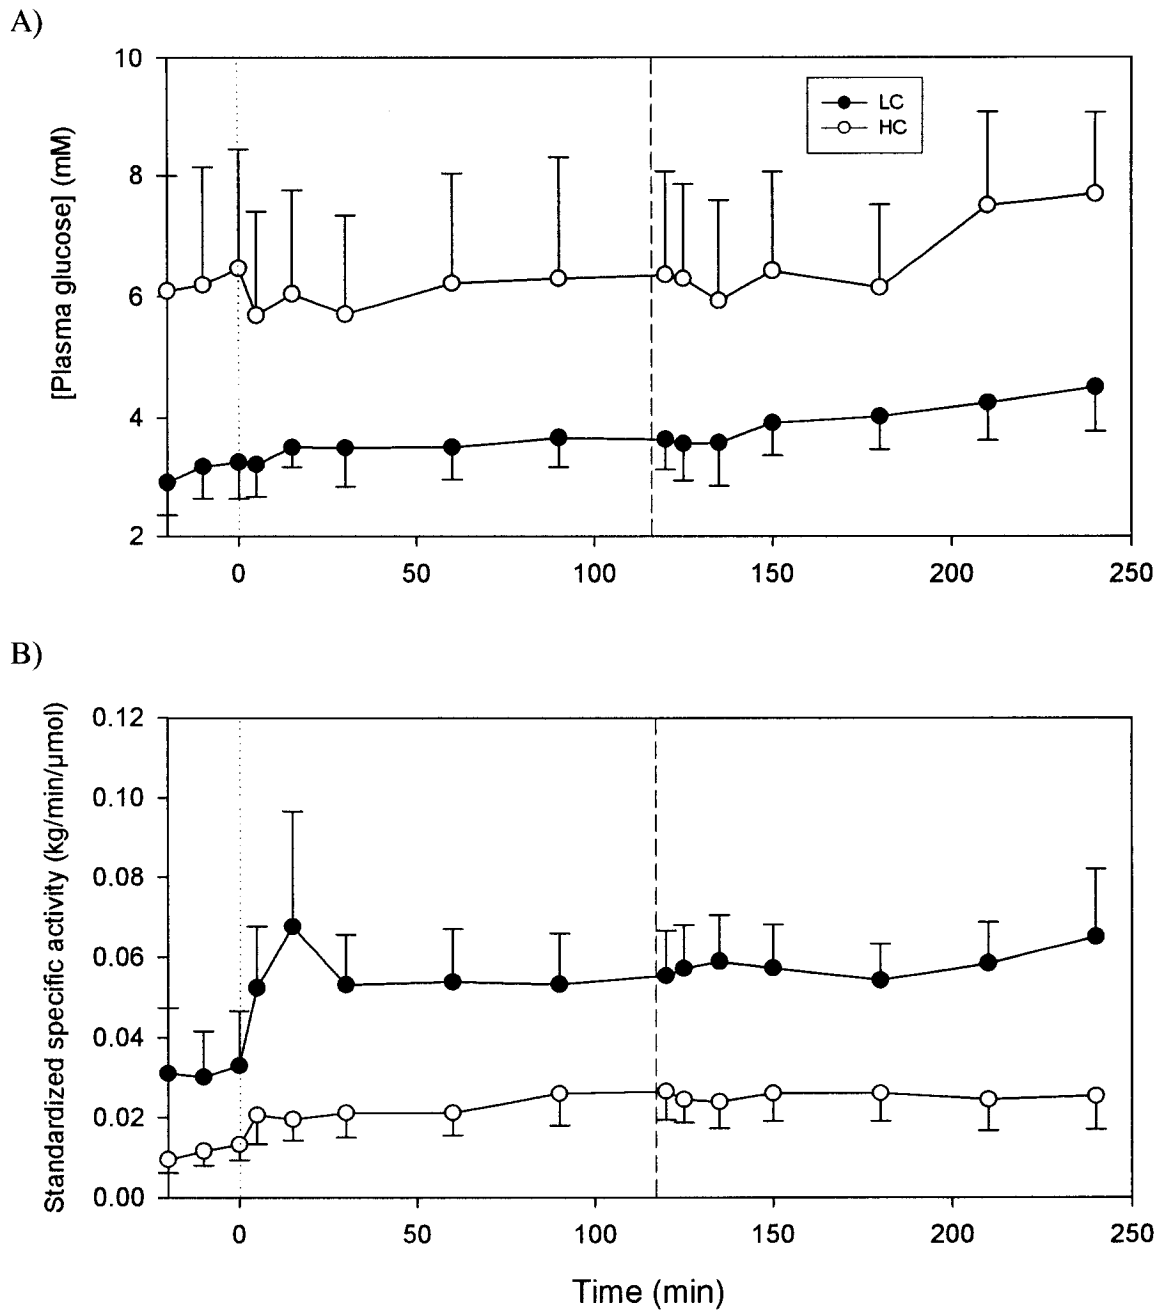 A)
[Plasma glucose] (mM)
10
8
6
4
2
LC
HC
0 50 100 150 200 250
B)
Standardized specific activity (kg/min/µmol)
0.12
0.10
0.08
0.06
0.04
0.02
0.00
0 50 100 150 200 250
Time (min)